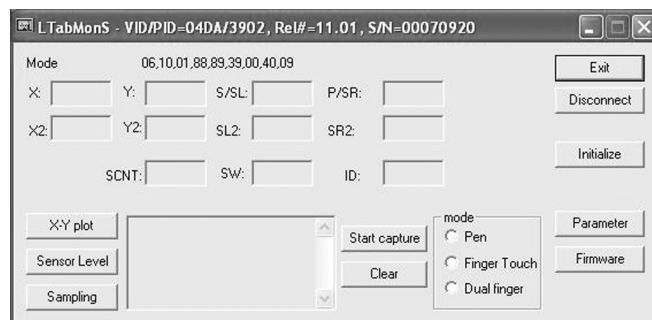 LTabMonS - VID/PID=04DA/3902, Rel#=11.01, S/N=00070920
Mode 06,10,01,88,89,39,00,40,09
Exit
X: Y: S/SL: P/SR:
Disconnect
X2: Y2: SL2: SR2:
Initialize
SCNT: SW: ID:
X-Y plot
Sensor Level
Sampling
Start capture
Clear
mode
Pen
Finger Touch
Dual finger
Parameter
Firmware